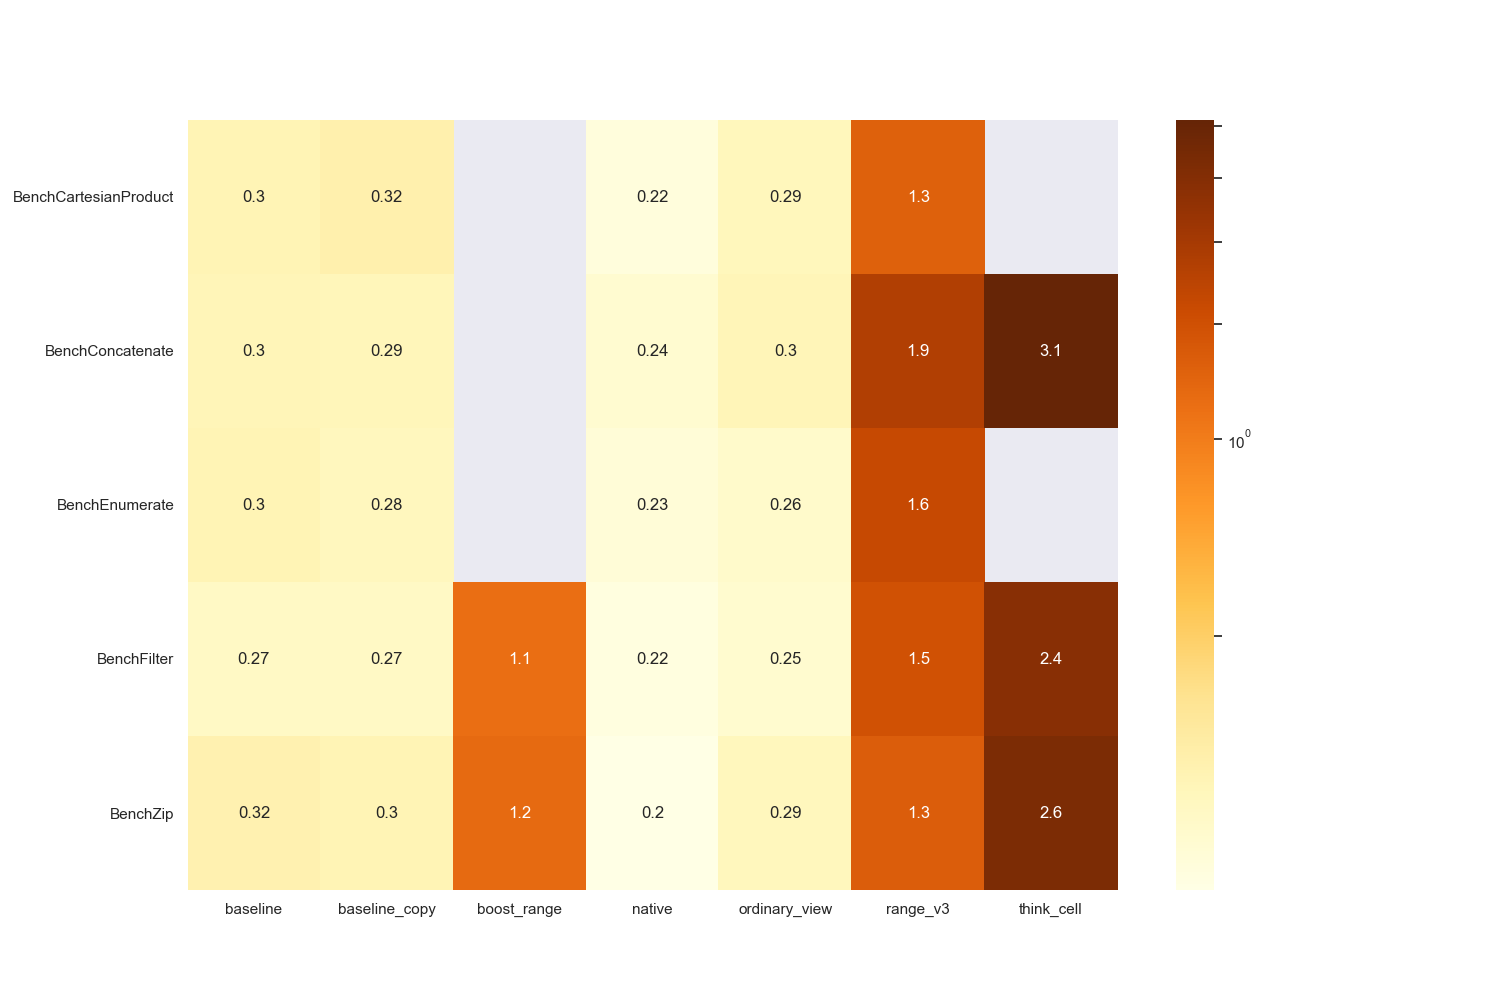 BenchCartesianProduct 0.3 0.32 0.22 0.29 1.3
BenchConcatenate 0.3 0.29 0.24 0.3 1.9 3.1
10^0
BenchEnumerate 0.3 0.28 0.23 0.26 1.6
BenchFilter 0.27 0.27 1.1 0.22 0.25 1.5 2.4
BenchZip 0.32 0.3 1.2 0.2 0.29 1.3 2.6
baseline baseline_copy boost_range native ordinary_view range_v3 think_cell